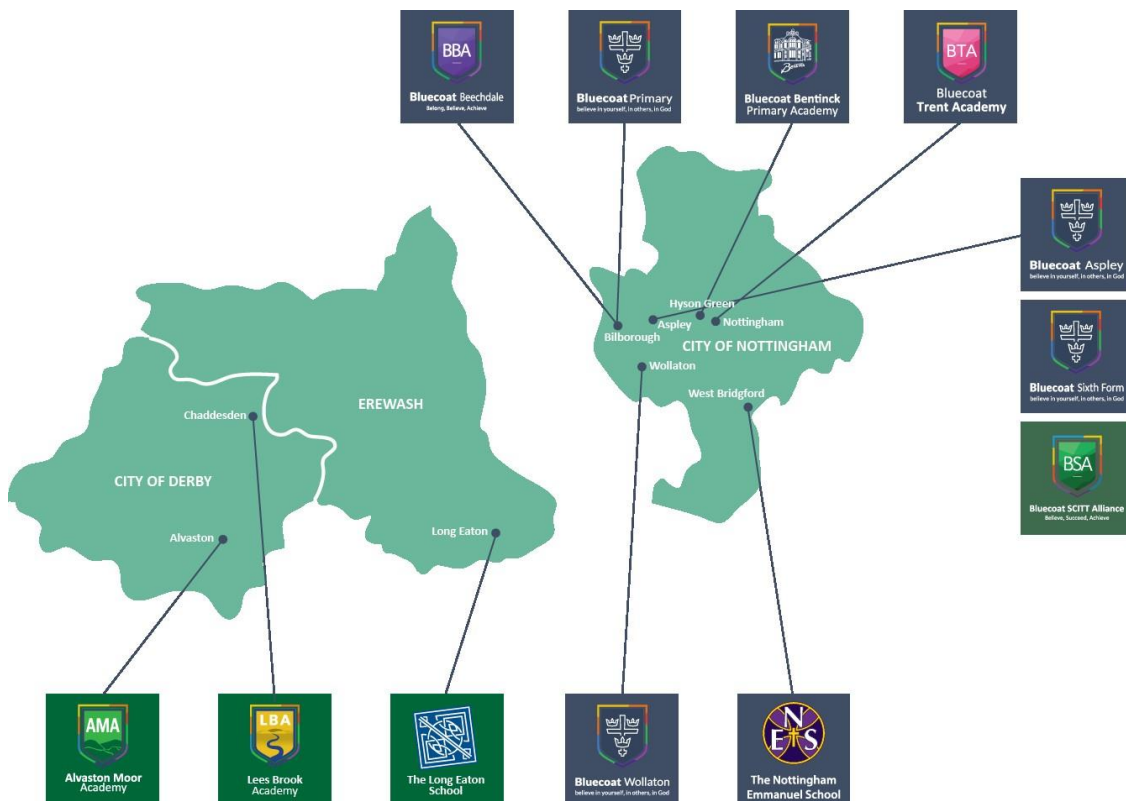 BBA
Bluecoat Beechdale
Belong, Believe, Achieve
Bluecoat Primary
believe in yourself, in others, in God
Bluecoat Bentinck
Primary Academy
BTA
Bluecoat
Trent Academy
Bluecoat Aspley
believe in yourself, in others, in God
Bluecoat Sixth Form
believe in yourself, in others, in God
BSA
Bluecoat SCITT Alliance
Believe, Succeed, Achieve
Hyson Green
Bilborough
Aspley
Nottingham
CITY OF NOTTINGHAM
Wollaton
West Bridgford
EREWASH
Chaddesden
CITY OF DERBY
Alvaston
Long Eaton
AMA
Alvaston Moor
Academy
LBA
Lees Brook
Academy
The Long Eaton
School
Bluecoat Wollaton
believe in yourself, in others, in God
N
E S
The Nottingham
Emmanuel School